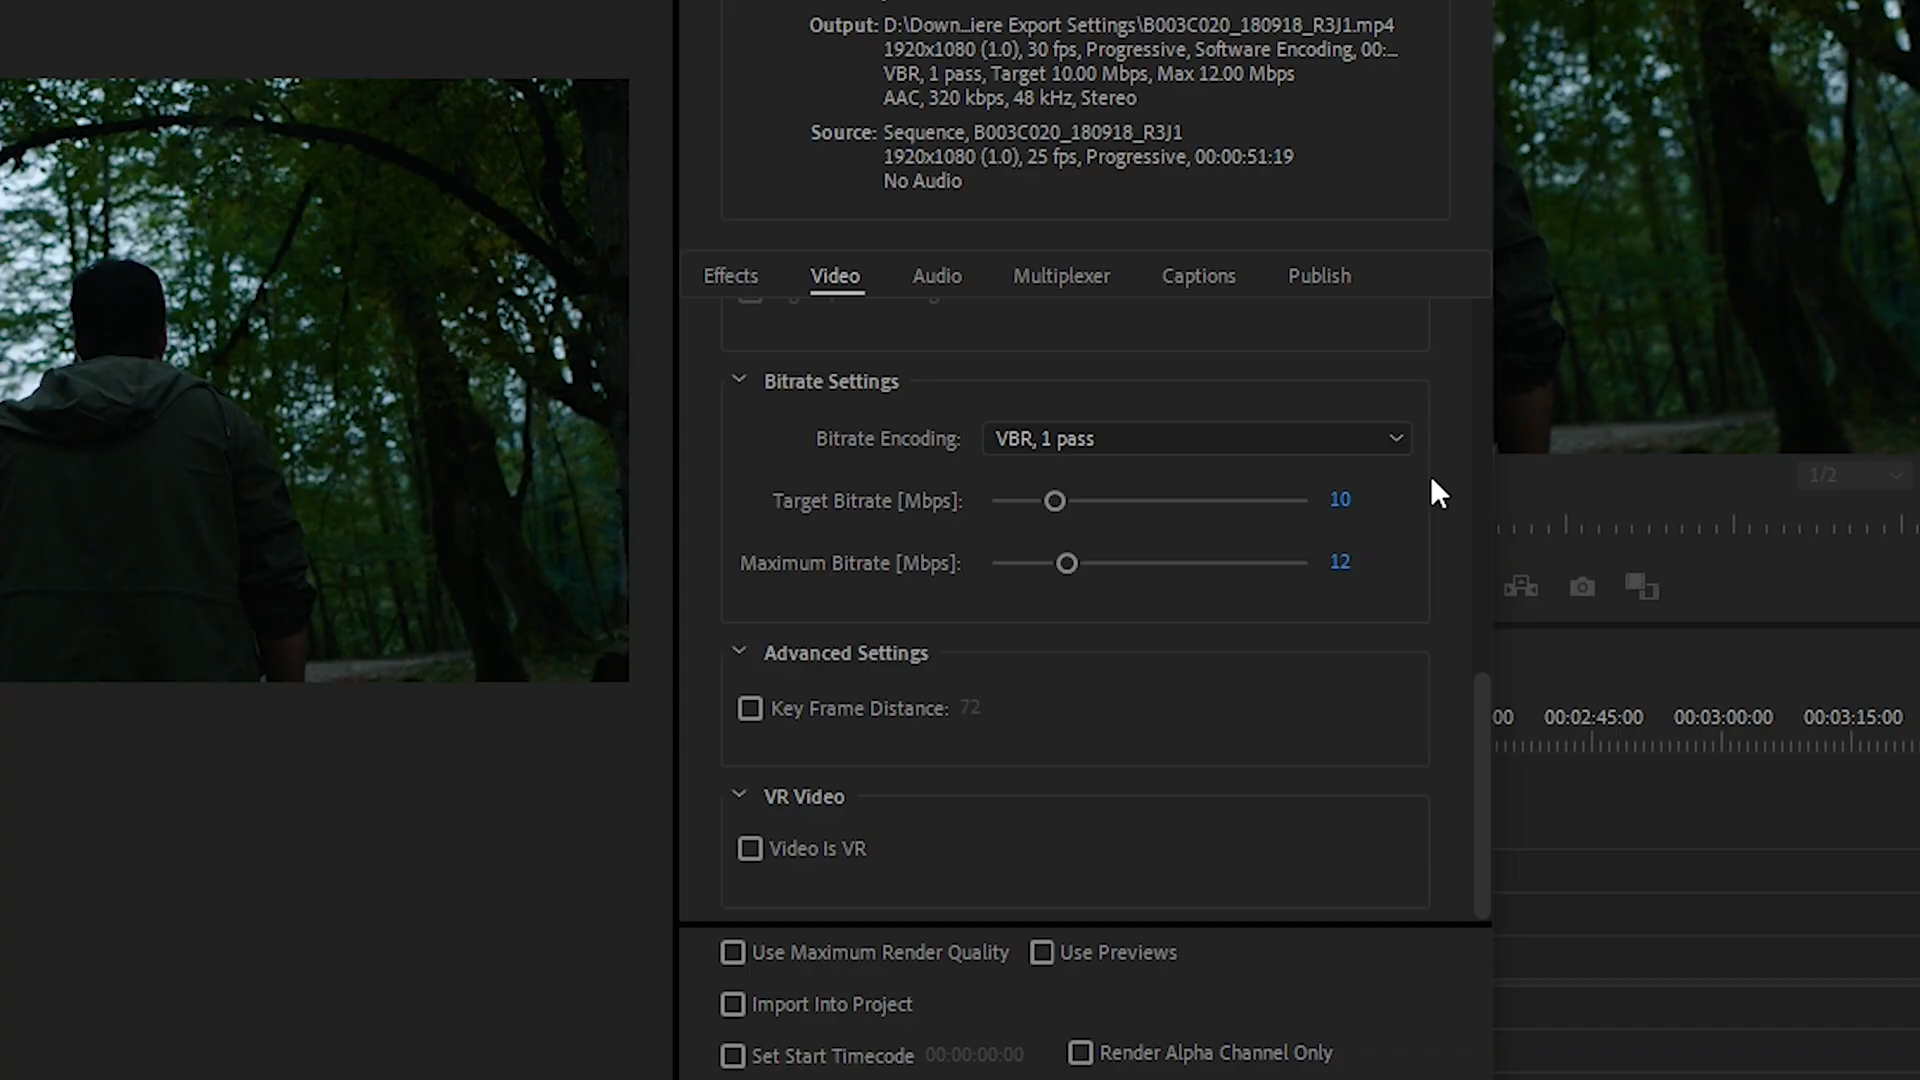 Output: D:\Down...iere Export Settings\B003C020_180918_R3J1.mp4
1920x1080 (1.0), 30 fps, Progressive, Software Encoding, 00:...
VBR, 1 pass, Target 10.00 Mbps, Max 12.00 Mbps
AAC, 320 kbps, 48 kHz, Stereo
Source: Sequence, B003C020_180918_R3J1
1920x1080 (1.0), 25 fps, Progressive, 00:00:51:19
No Audio
Effects Video Audio Multiplexer Captions Publish
Bitrate Settings
Bitrate Encoding: VBR, 1 pass
Target Bitrate [Mbps]: 10
Maximum Bitrate [Mbps]: 12
1/2
Advanced Settings
Key Frame Distance: 72
00 00:02:45:00 00:03:00:00 00:03:15:00
VR Video
Video Is VR
Use Maximum Render Quality Use Previews
Import Into Project
Set Start Timecode 00:00:00:00 Render Alpha Channel Only